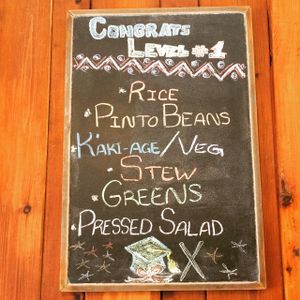 CONGRATS
LEVEL #1
RICE
PINTO BEANS
KAKI-AGE/VEG
STEW
GREENS
PRESSED SALAD